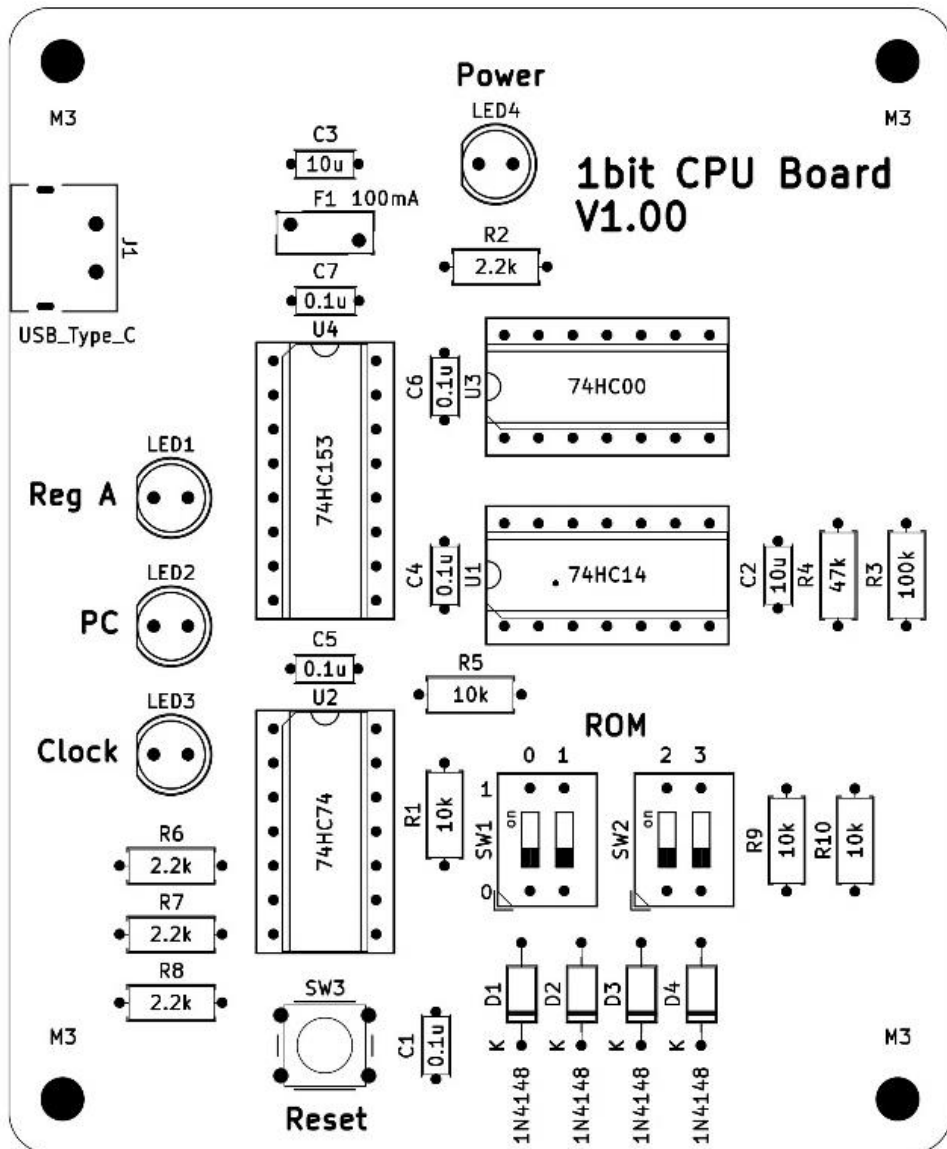 Power
M3
LED4
M3
C3
10u
1bit CPU Board
V1.00
F1 100mA
R2
2.2k
J1
C7
0.1u
USB_Type_C
U4
74HC153
C6
0.1u
U3
74HC00
LED1
Reg A
C4
0.1u
U1
74HC14
C2
10u
R4
47k
R3
100k
LED2
PC
C5
0.1u
R5
10k
LED3
Clock
U2
74HC74
ROM
0 1
2 3
R1
10k
1
on
SW1
0
on
SW2
R9
10k
R10
10k
R6
2.2k
R7
2.2k
R8
2.2k
SW3
C1
0.1u
Reset
D1
D2
D3
D4
K
K
K
K
1N4148
1N4148
1N4148
1N4148
M3
M3